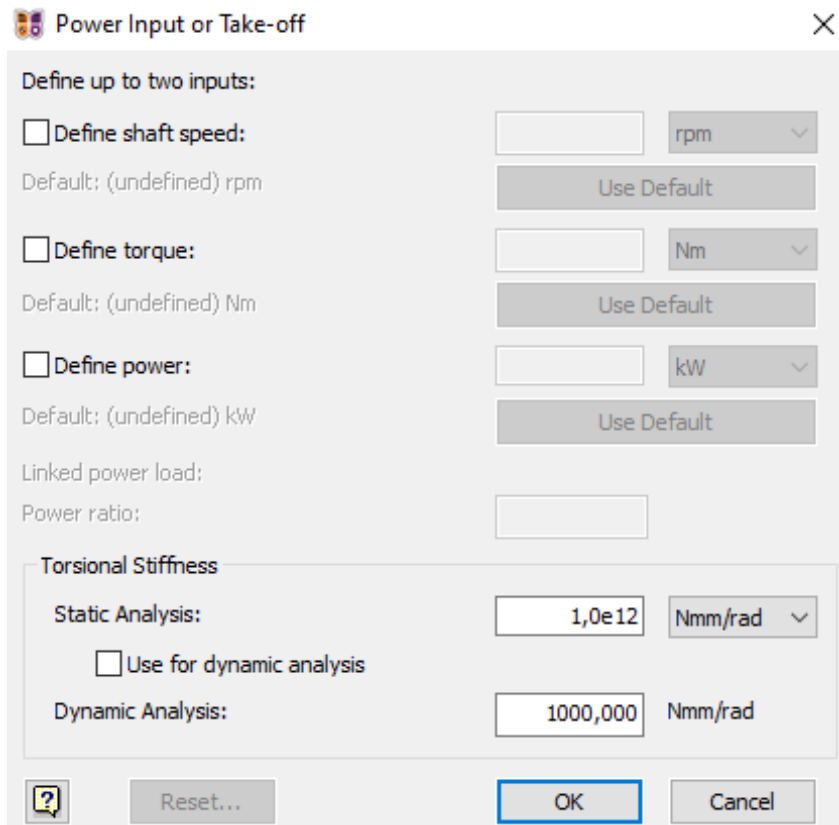 Power Input or Take-off
Define up to two inputs:
Define shaft speed: rpm
Default: (undefined) rpm Use Default
Define torque: Nm
Default: (undefined) Nm Use Default
Define power: kW
Default: (undefined) kW Use Default
Linked power load:
Power ratio:
Torsional Stiffness
Static Analysis: 1,0e12 Nmm/rad
Use for dynamic analysis
Dynamic Analysis: 1000,000 Nmm/rad
? Reset... OK Cancel